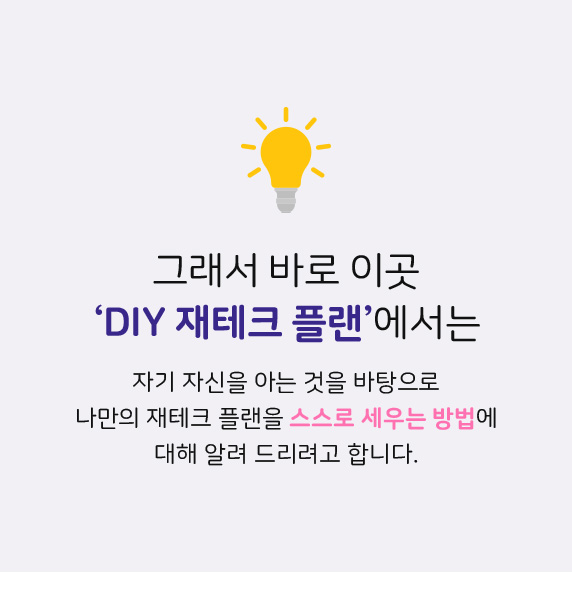 그래서 바로 이곳
‘DIY 재테크 플랜’에서는
자기 자신을 아는 것을 바탕으로
나만의 재테크 플랜을 스스로 세우는 방법에
대해 알려 드리려고 합니다.